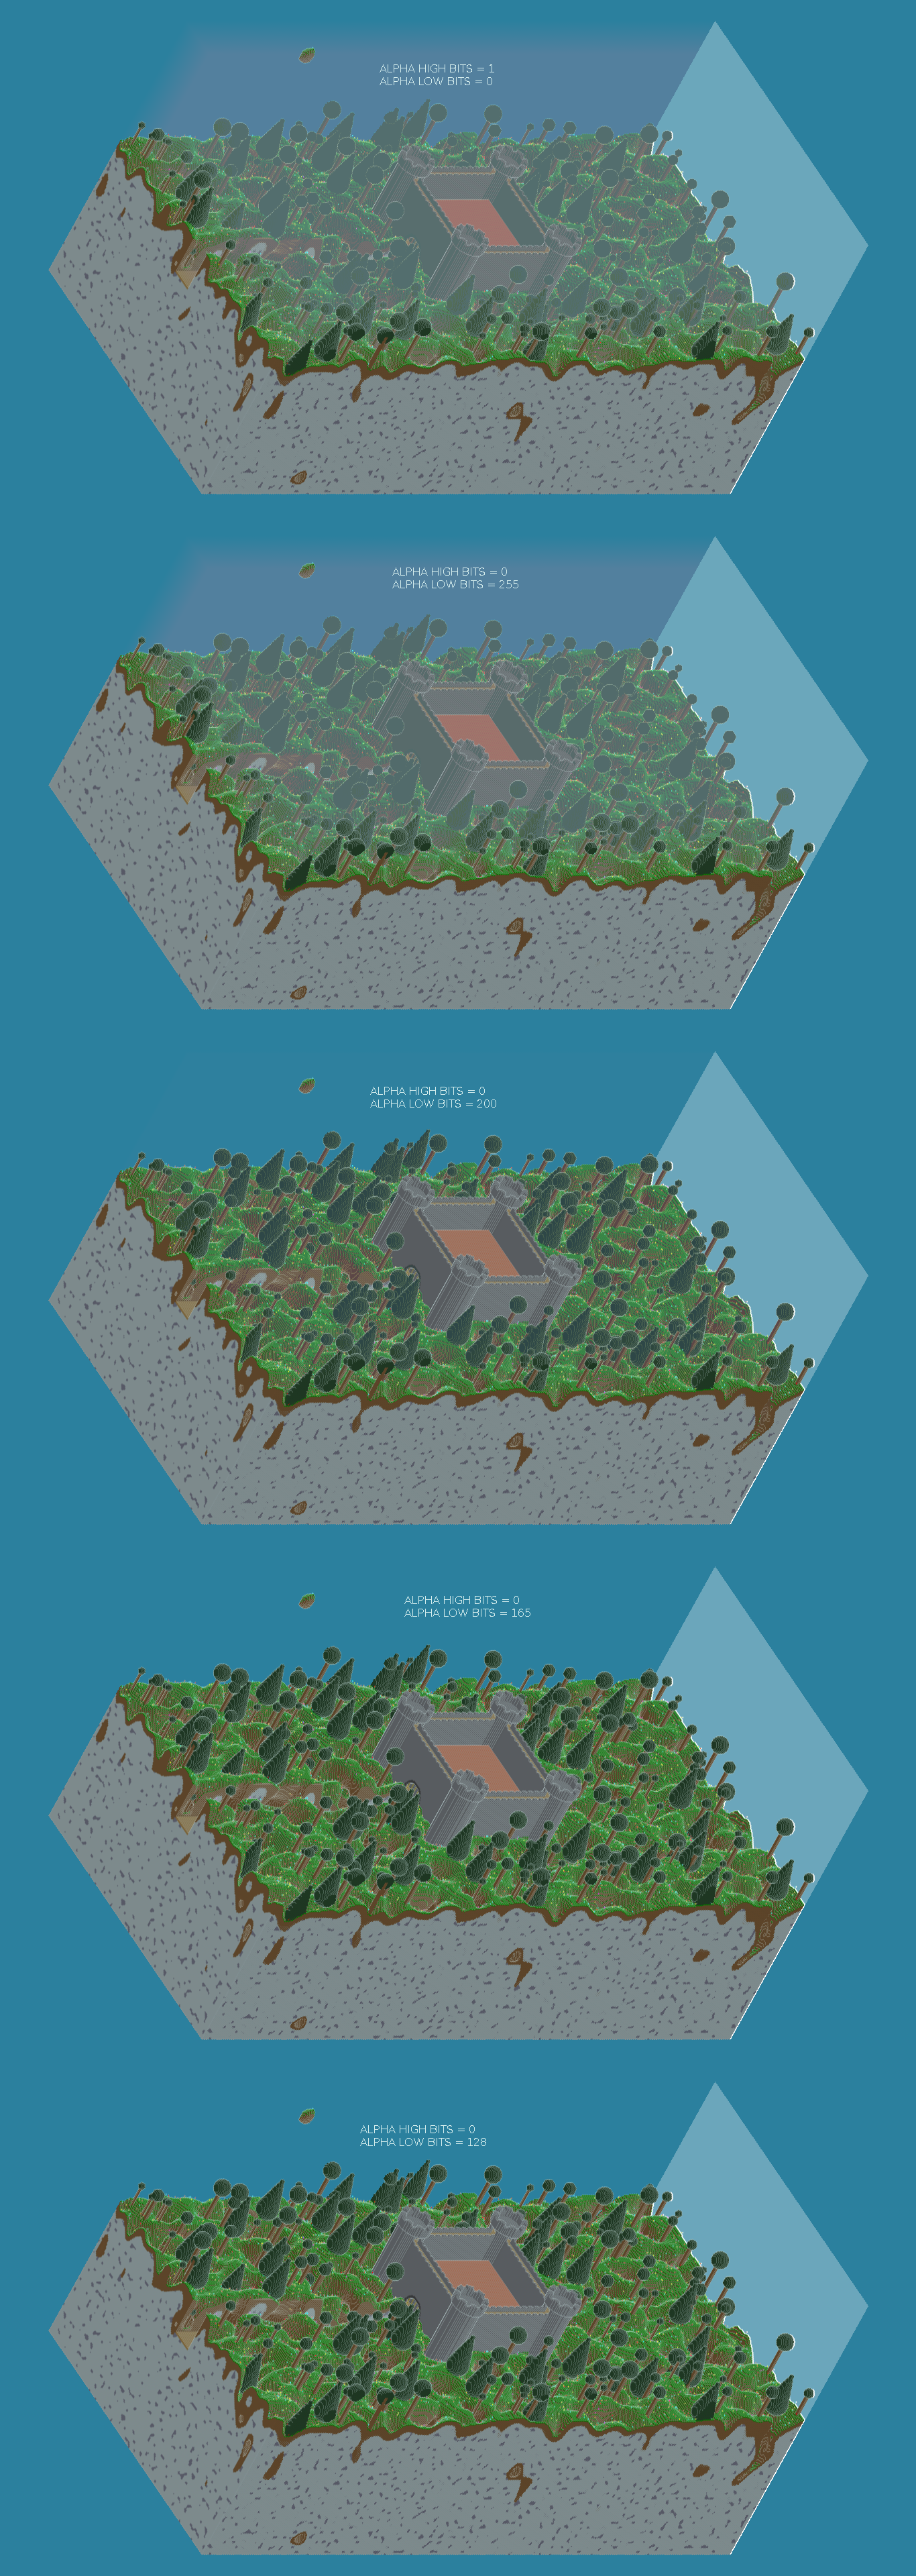 ALPHA HIGH BITS = 1
ALPHA LOW BITS = 0
ALPHA HIGH BITS = 0
ALPHA LOW BITS = 255
ALPHA HIGH BITS = 0
ALPHA LOW BITS = 200
ALPHA HIGH BITS = 0
ALPHA LOW BITS = 165
ALPHA HIGH BITS = 0
ALPHA LOW BITS = 128